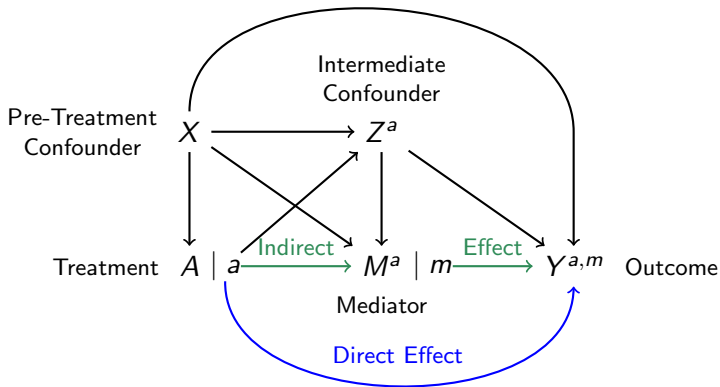 Intermediate
Confounder
Pre-Treatment
Confounder
X
Z^a
Indirect
Effect
Treatment
A | a
M^a | m
Y^{a,m}
Outcome
Mediator
Direct Effect